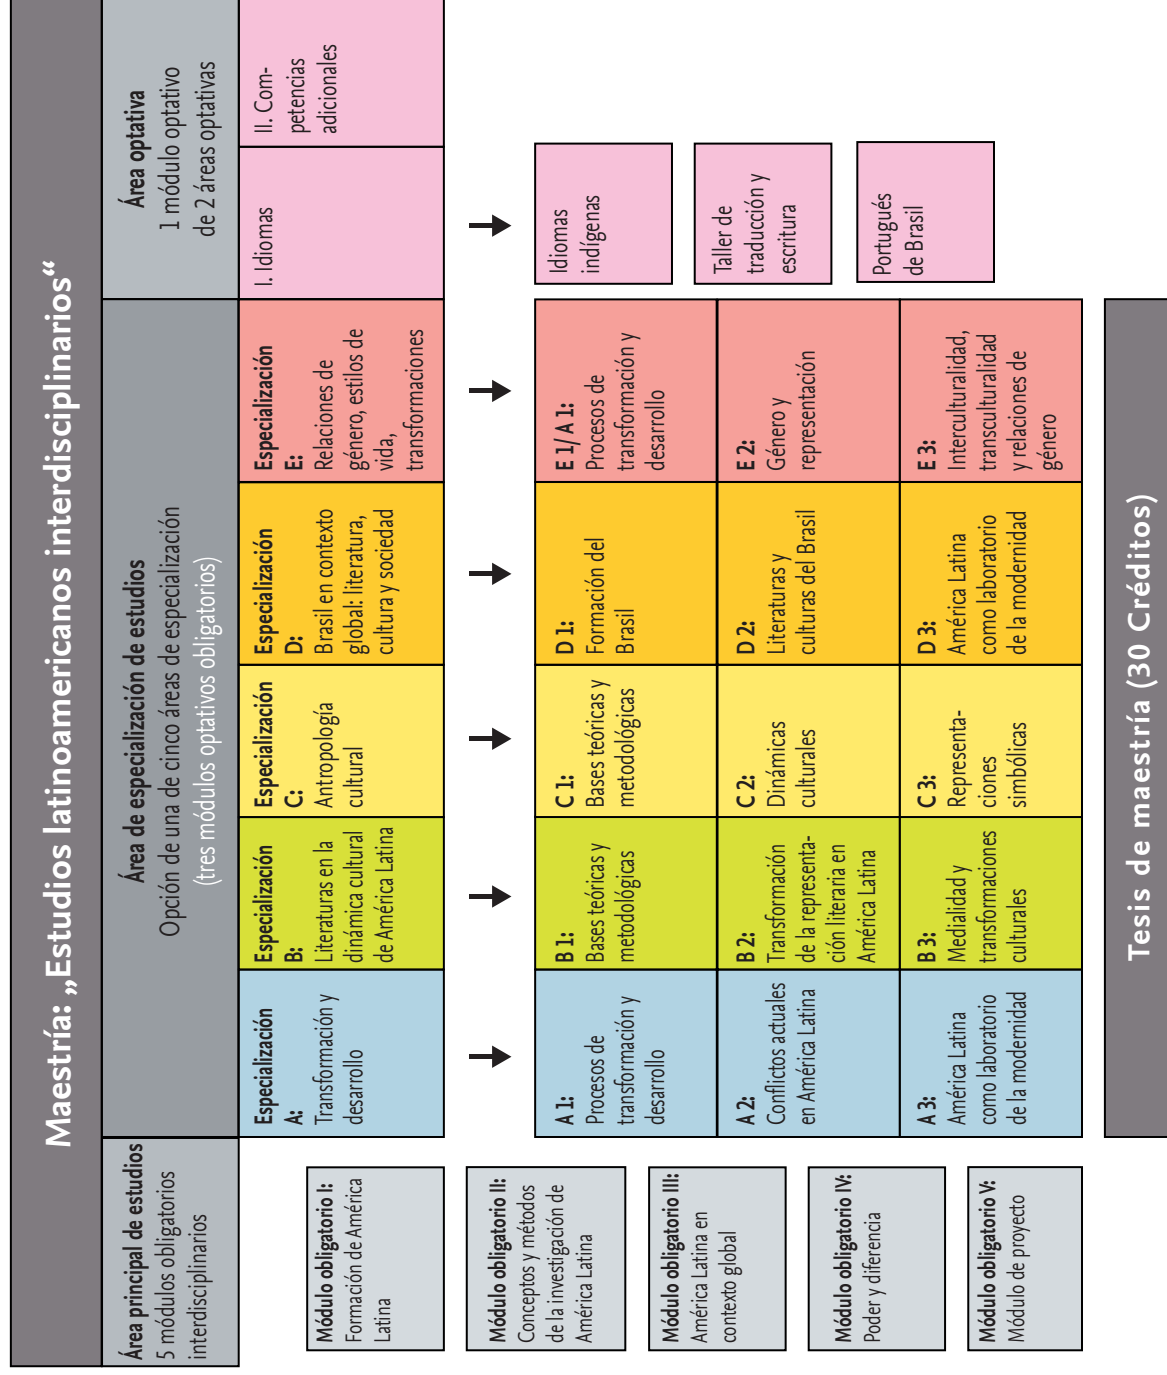 Maestría: „Estudios latinoamericanos interdisciplinarios“
Área principal de estudios
5 módulos obligatorios
interdisciplinarios
Área de especialización de estudios
Opción de una de cinco áreas de especialización
(tres módulos optativos obligatorios)
Área optativa
1 módulo optativo
de 2 áreas optativas
Especialización
A:
Transformación y
desarrollo
Especialización
B:
Literaturas en la
dinámica cultural
de América Latina
Especialización
C:
Antropología
cultural
Especialización
D:
Brasil en contexto
global: literatura,
cultura y sociedad
Especialización
E:
Relaciones de
género, estilos de
vida,
transformaciones
I. Idiomas
II. Com-
petencias
adicionales
Módulo obligatorio I:
Formación de América
Latina
Módulo obligatorio II:
Conceptos y métodos
de la investigación de
América Latina
Módulo obligatorio III:
América Latina en
contexto global
Módulo obligatorio IV:
Poder y diferencia
Módulo obligatorio V:
Módulo de proyecto
A 1:
Procesos de
transformación y
desarrollo
B 1:
Bases teóricas y
metodológicas
C 1:
Bases teóricas y
metodológicas
D 1:
Formación del
Brasil
E 1/ A 1:
Procesos de
transformación y
desarrollo
Idiomas
indígenas
A 2:
Conflictos actuales
en América Latina
B 2:
Transformación
de la representa-
ción literaria en
América Latina
C 2:
Dinámicas
culturales
D 2:
Literaturas y
culturas del Brasil
E 2:
Género y
representación
Taller de
traducción y
escritura
A 3:
América Latina
como laboratorio
de la modernidad
B 3:
Medialidad y
transformaciones
culturales
C 3:
Representa-
ciones
simbólicas
D 3:
América Latina
como laboratorio
de la modernidad
E 3:
Interculturalidad,
transculturalidad
y relaciones de
género
Portugués
de Brasil
Tesis de maestría (30 Créditos)